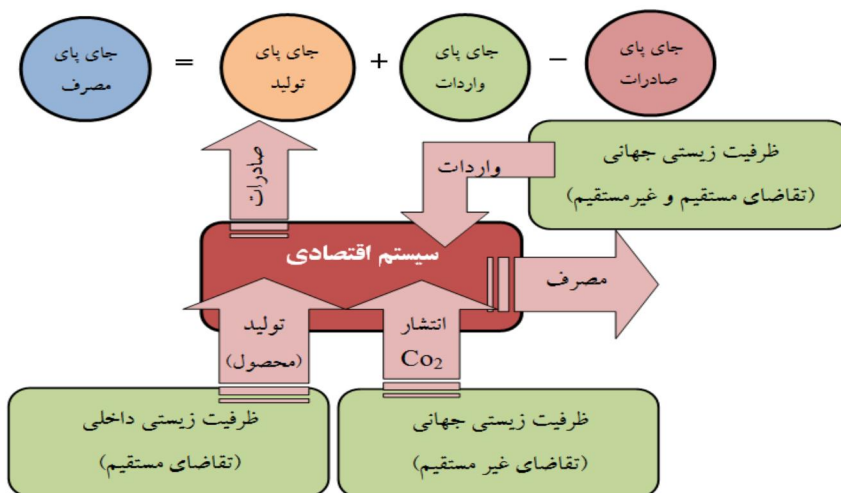 جای پای
مصرف
=
جای پای
تولید
+
جای پای
واردات
−
جای پای
صادرات
ظرفیت زیستی جهانی
(تقاضای مستقیم و غیرمستقیم)
واردات
صادرات
سیستم اقتصادی
مصرف
تولید
(محصول)
انتشار
Co₂
ظرفیت زیستی داخلی
(تقاضای مستقیم)
ظرفیت زیستی جهانی
(تقاضای غیر مستقیم)